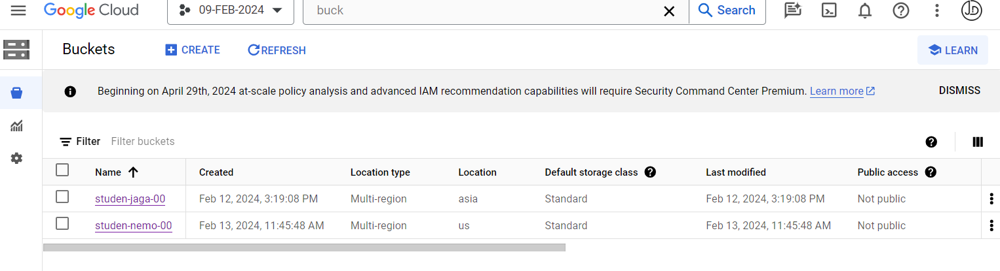 Google Cloud 09-FEB-2024 buck Search JD
Buckets CREATE REFRESH LEARN
Beginning on April 29th, 2024 at-scale policy analysis and advanced IAM recommendation capabilities will require Security Command Center Premium. Learn more DISMISS
Filter Filter buckets
Name Created Location type Location Default storage class Last modified Public access
studen-jaga-00 Feb 12, 2024, 3:19:08 PM Multi-region asia Standard Feb 12, 2024, 3:19:08 PM Not public
studen-nemo-00 Feb 13, 2024, 11:45:48 AM Multi-region us Standard Feb 13, 2024, 11:45:48 AM Not public